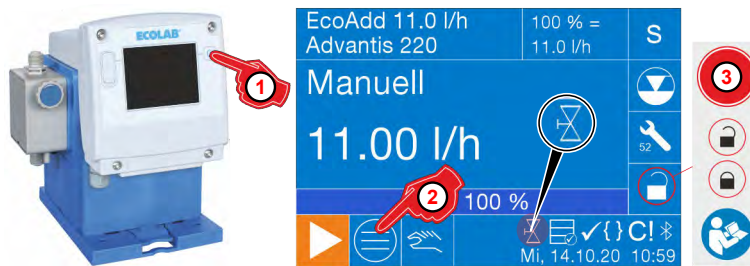 ECOLAB
1
EcoAdd 11.0 l/h
Advantis 220
100 % =
11.0 l/h
S
Manuell
11.00 l/h
52
2
100 %
{}
C!
Mi, 14.10.20 10:59
3